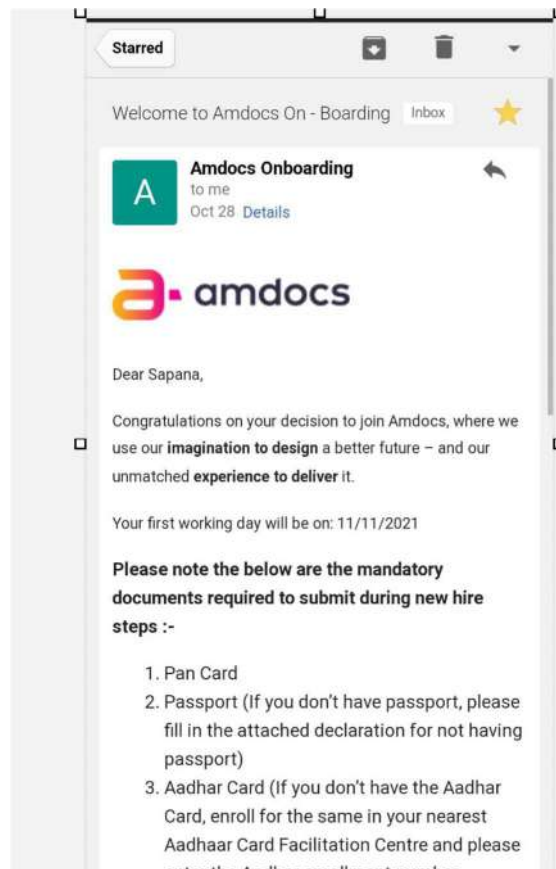 Starred
Welcome to Amdocs On - Boarding Inbox
A
Amdocs Onboarding
to me
Oct 28 Details
a amdocs
Dear Sapana,
Congratulations on your decision to join Amdocs, where we
use our imagination to design a better future – and our
unmatched experience to deliver it.
Your first working day will be on: 11/11/2021
Please note the below are the mandatory
documents required to submit during new hire
steps :-
1. Pan Card
2. Passport (If you don't have passport, please
fill in the attached declaration for not having
passport)
3. Aadhar Card (If you don't have the Aadhar
Card, enroll for the same in your nearest
Aadhaar Card Facilitation Centre and please